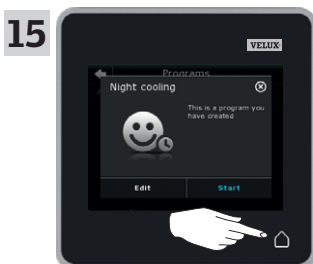 15
VELUX
Programs
Night cooling
This is a program you
have created
Edit
Start